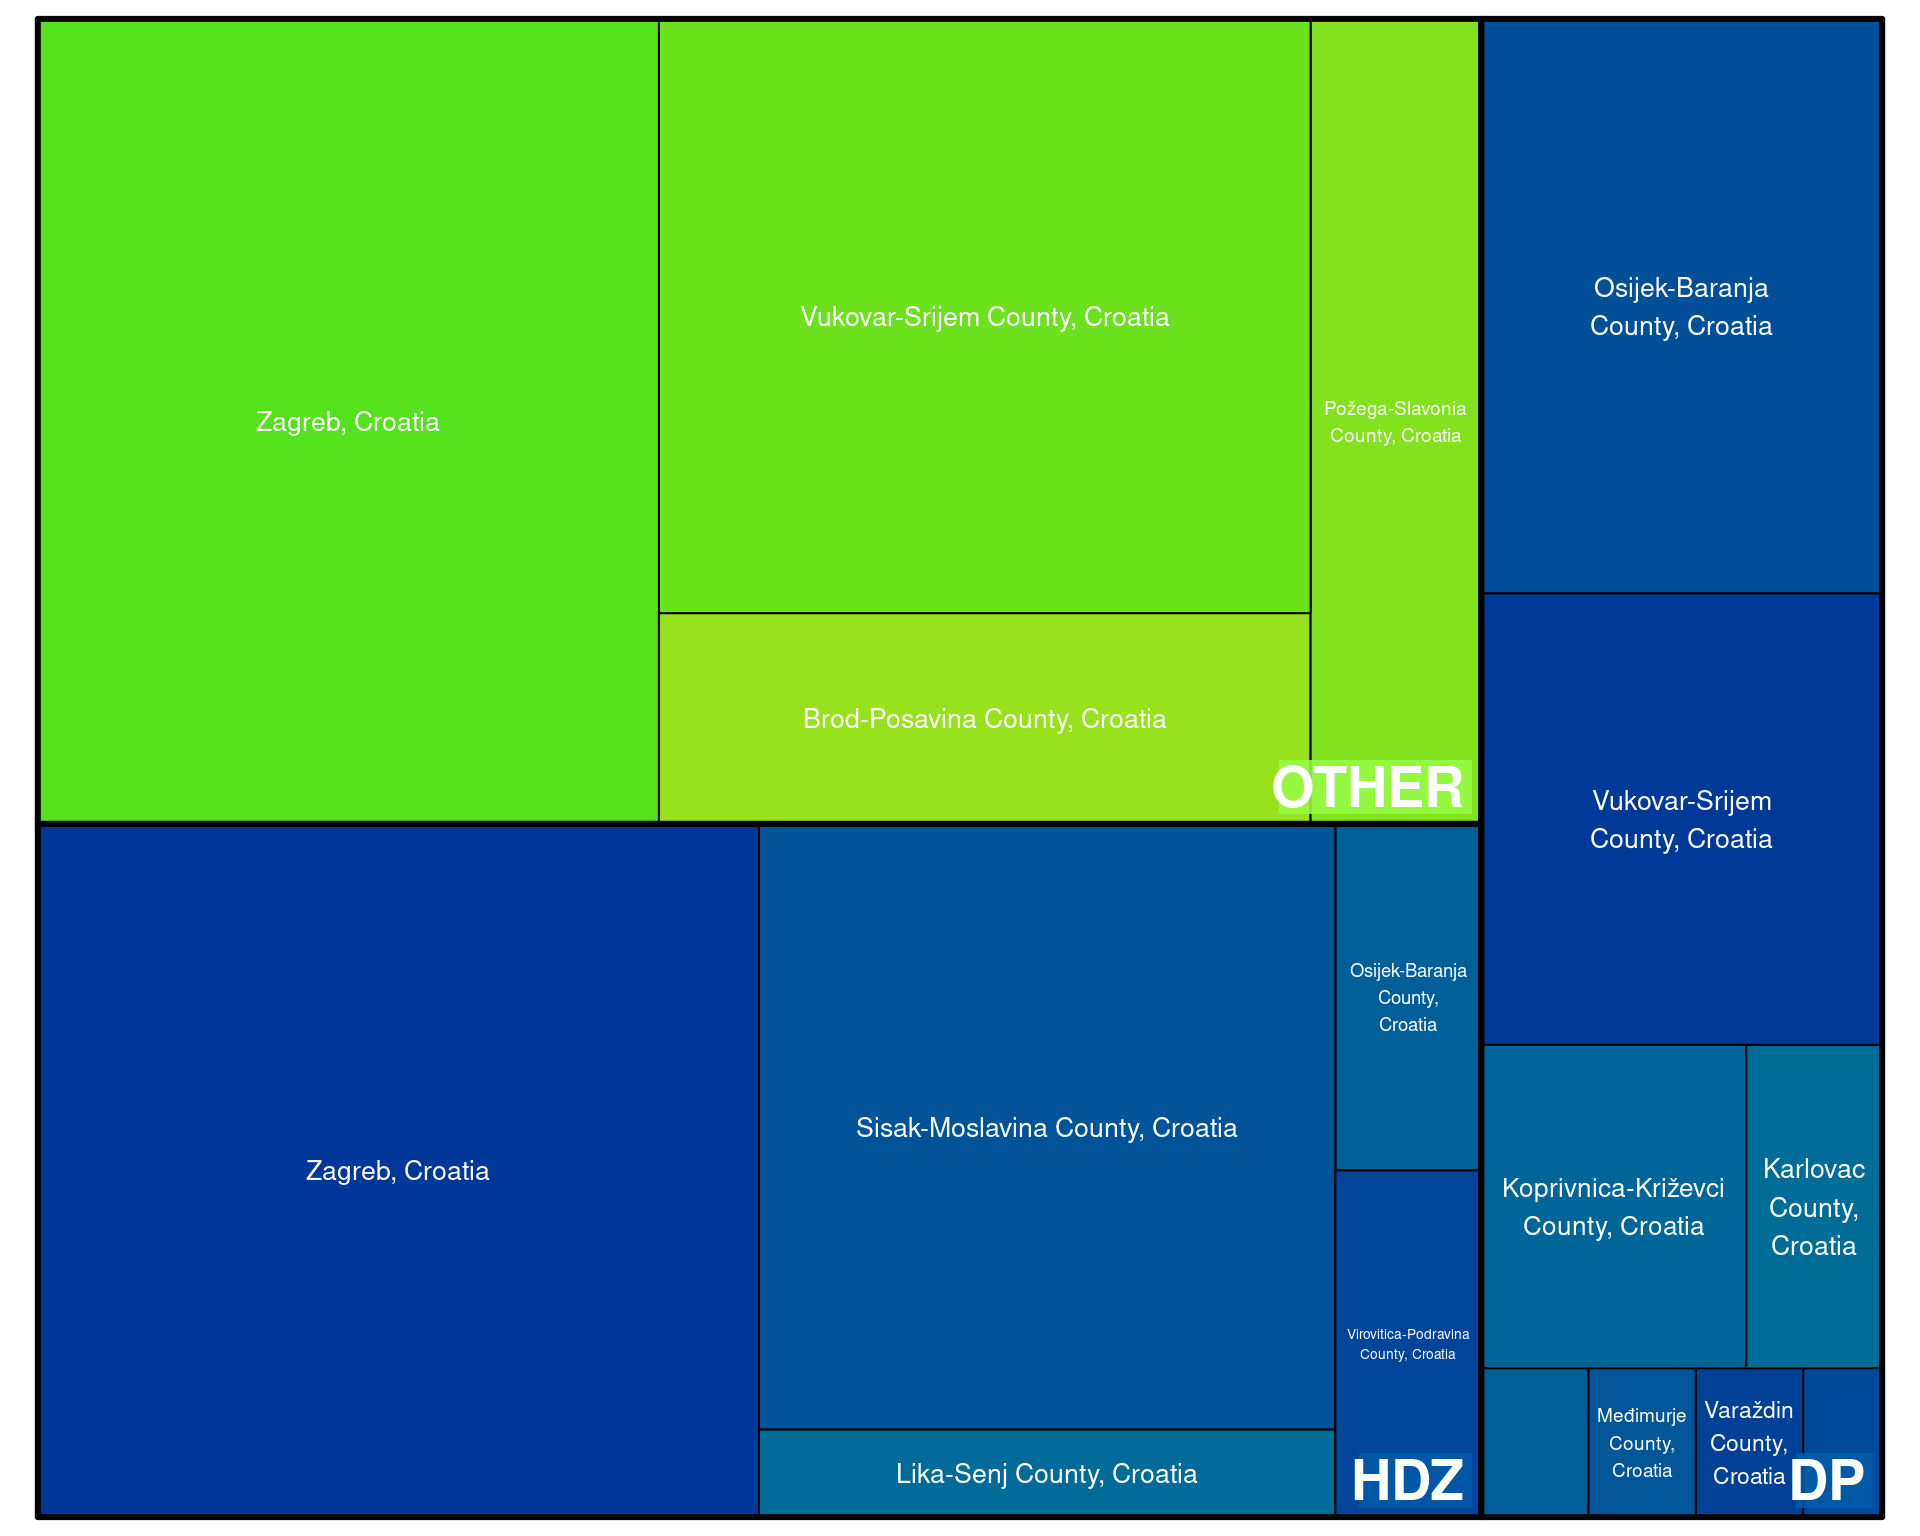 Zagreb, Croatia
Vukovar-Srijem County, Croatia
Požega-Slavonia
County, Croatia
Brod-Posavina County, Croatia
OTHER
Zagreb, Croatia
Sisak-Moslavina County, Croatia
Lika-Senj County, Croatia
Osijek-Baranja
County,
Croatia
Virovitica-Podravina
County, Croatia
HDZ
Osijek-Baranja
County, Croatia
Vukovar-Srijem
County, Croatia
Koprivnica-Križevci
County, Croatia
Karlovac
County,
Croatia
Međimurje
County,
Croatia
Varaždin
County,
Croatia
DP